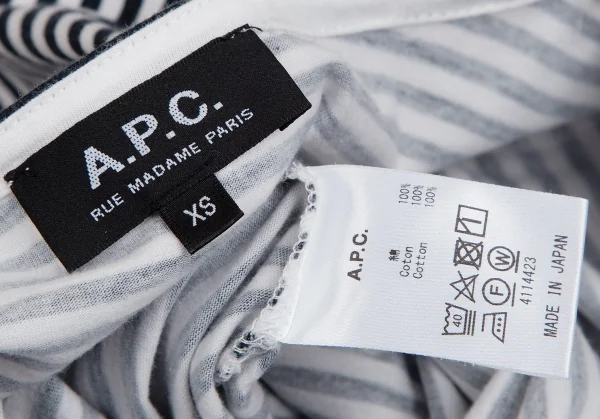 A.P.C.
RUE MADAME PARIS
XS
A.P.C.
綿 100%
Coton 100%
Cotton 100%
40
F W
4114423
MADE IN JAPAN